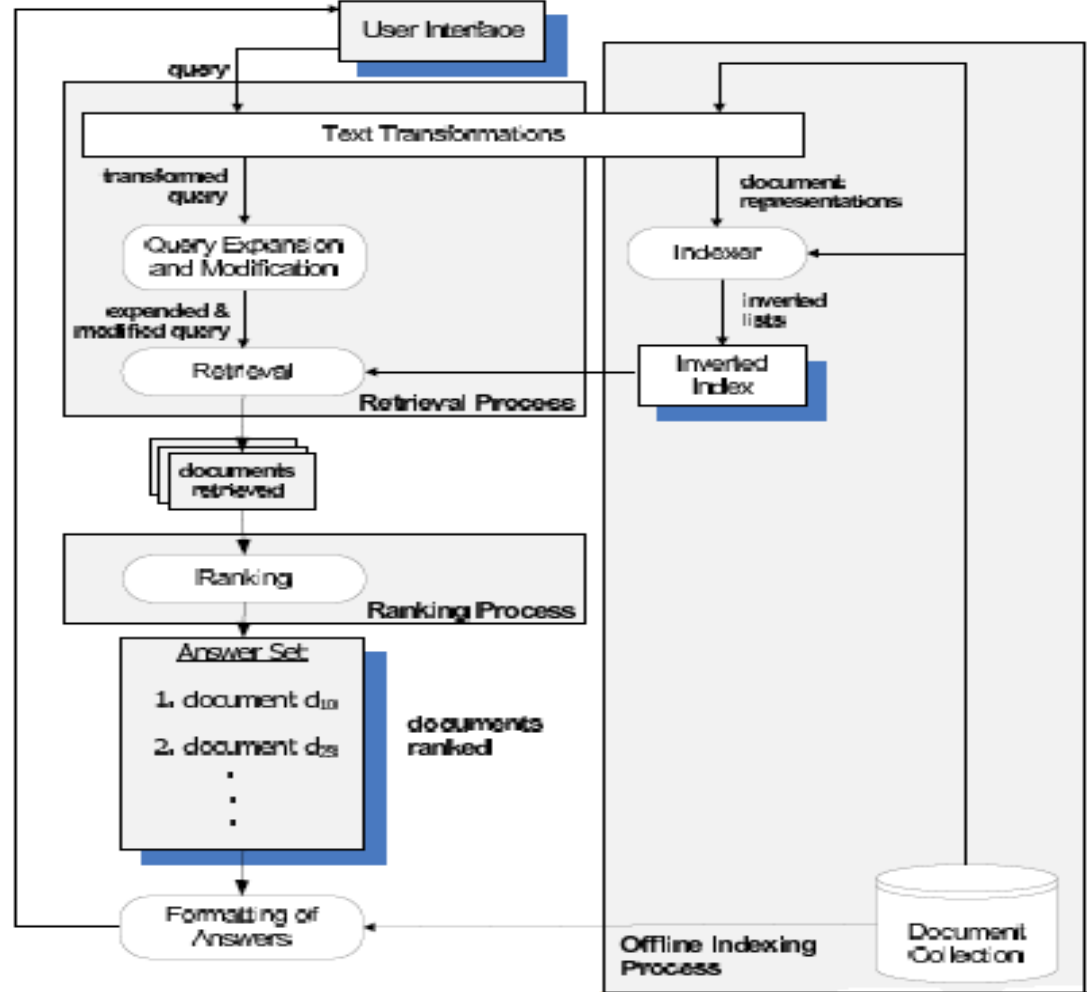 User Interface
query
Text Transformations
transformed
query
document
representations
Query Expansion
and Modification
Indexer
expanded &
modified query
inverted
lists
Retrieval
Inverted
Index
Retrieval Process
documents
retrieved
Ranking
Ranking Process
Answer Set
1. document d10
2. document d25
documents
ranked
Formatting of
Answers
Offline Indexing
Process
Document
Collection